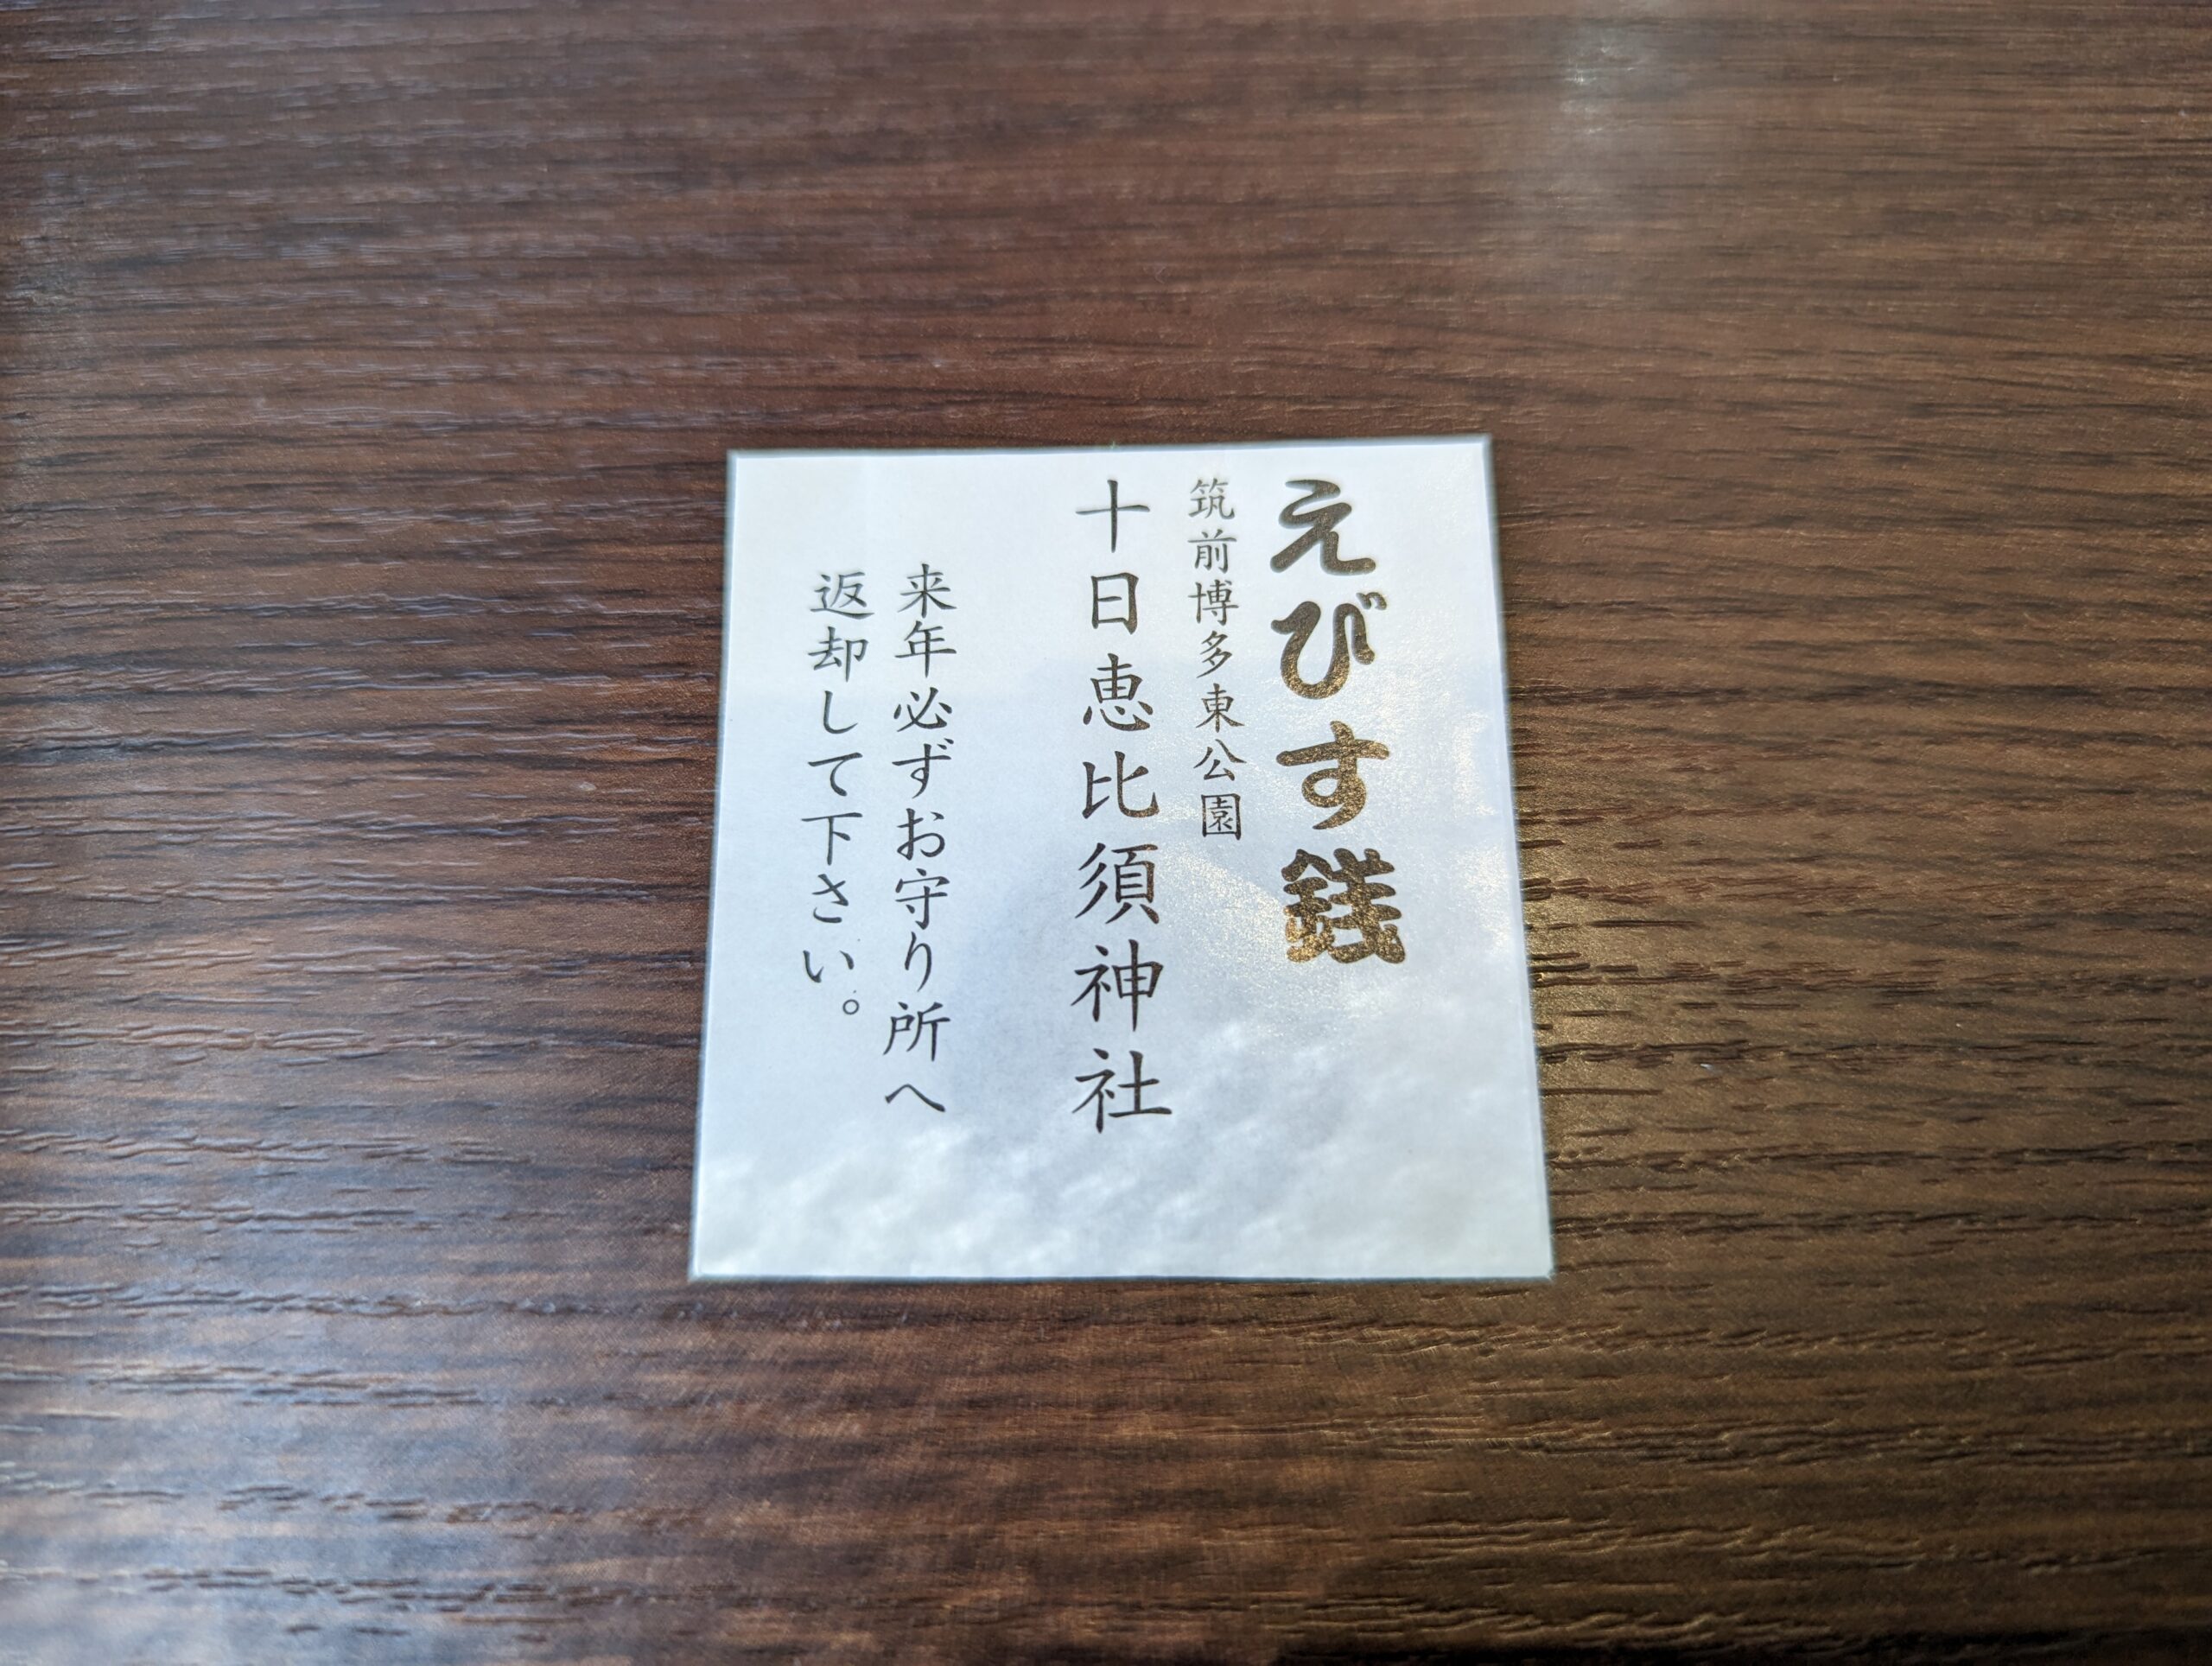 えびす銭
筑前博多東公園
十日恵比須神社
来年必ずお守り所へ
返却して下さい。